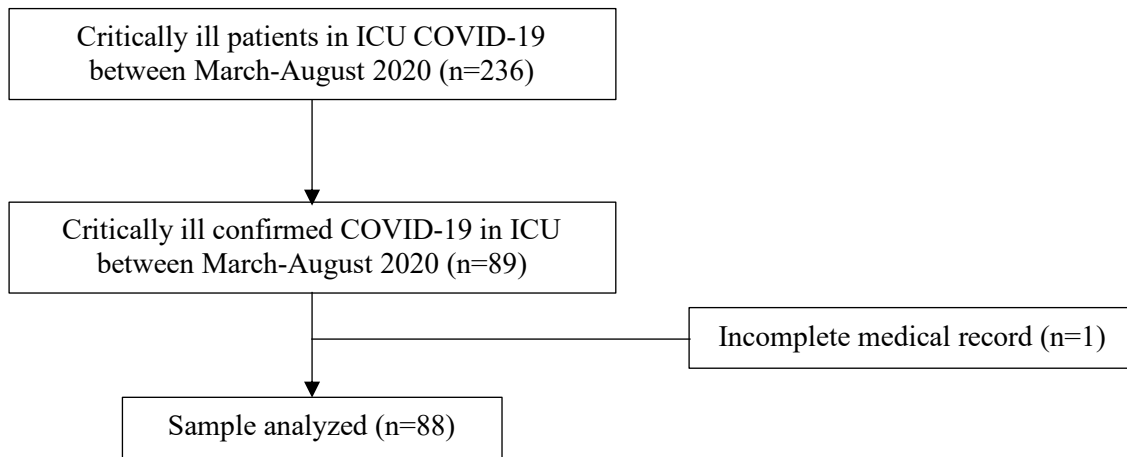 Critically ill patients in ICU COVID-19
between March-August 2020 (n=236)
Critically ill confirmed COVID-19 in ICU
between March-August 2020 (n=89)
Incomplete medical record (n=1)
Sample analyzed (n=88)